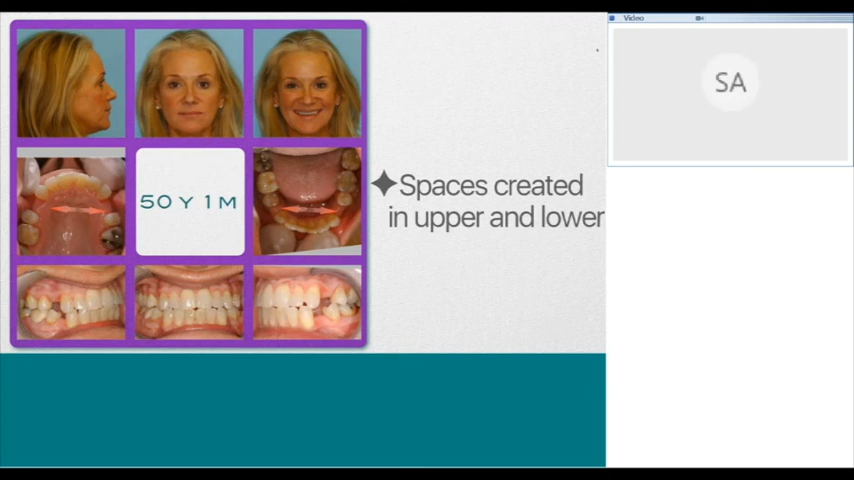 Video
SA
50 Y 1 M
Spaces created
in upper and lower